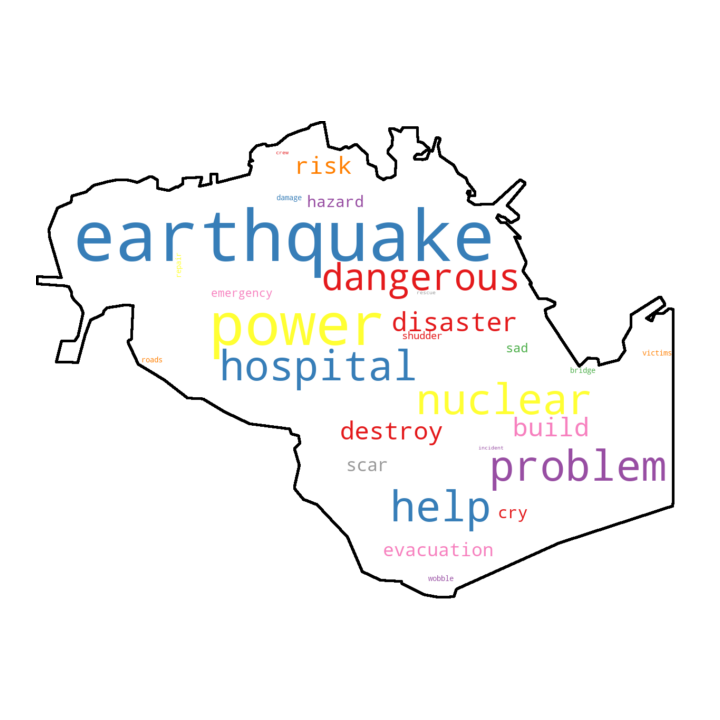 crew
risk
damage
hazard
earthquake
repair
dangerous
emergency
rescue
power
disaster
shudder
sad
victims
roads
hospital
bridge
nuclear
build
destroy
incident
scar
problem
help
cry
evacuation
wobble